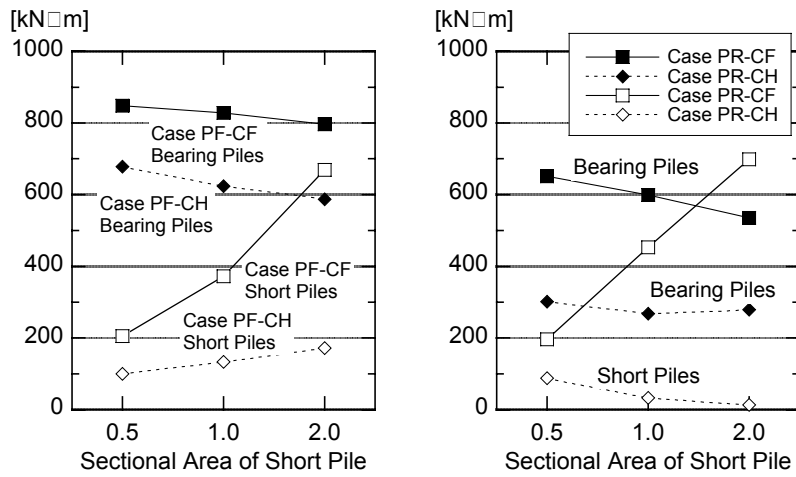 [kN□m]
1000
800
600
400
200
0
Case PF-CF
Bearing Piles
Case PF-CH
Bearing Piles
Case PF-CF
Short Piles
Case PF-CH
Short Piles
0.5 1.0 2.0
Sectional Area of Short Pile
[kN□m]
1000
800
600
400
200
0
Case PR-CF
Case PR-CH
Case PR-CF
Case PR-CH
Bearing Piles
Bearing Piles
Short Piles
0.5 1.0 2.0
Sectional Area of Short Pile